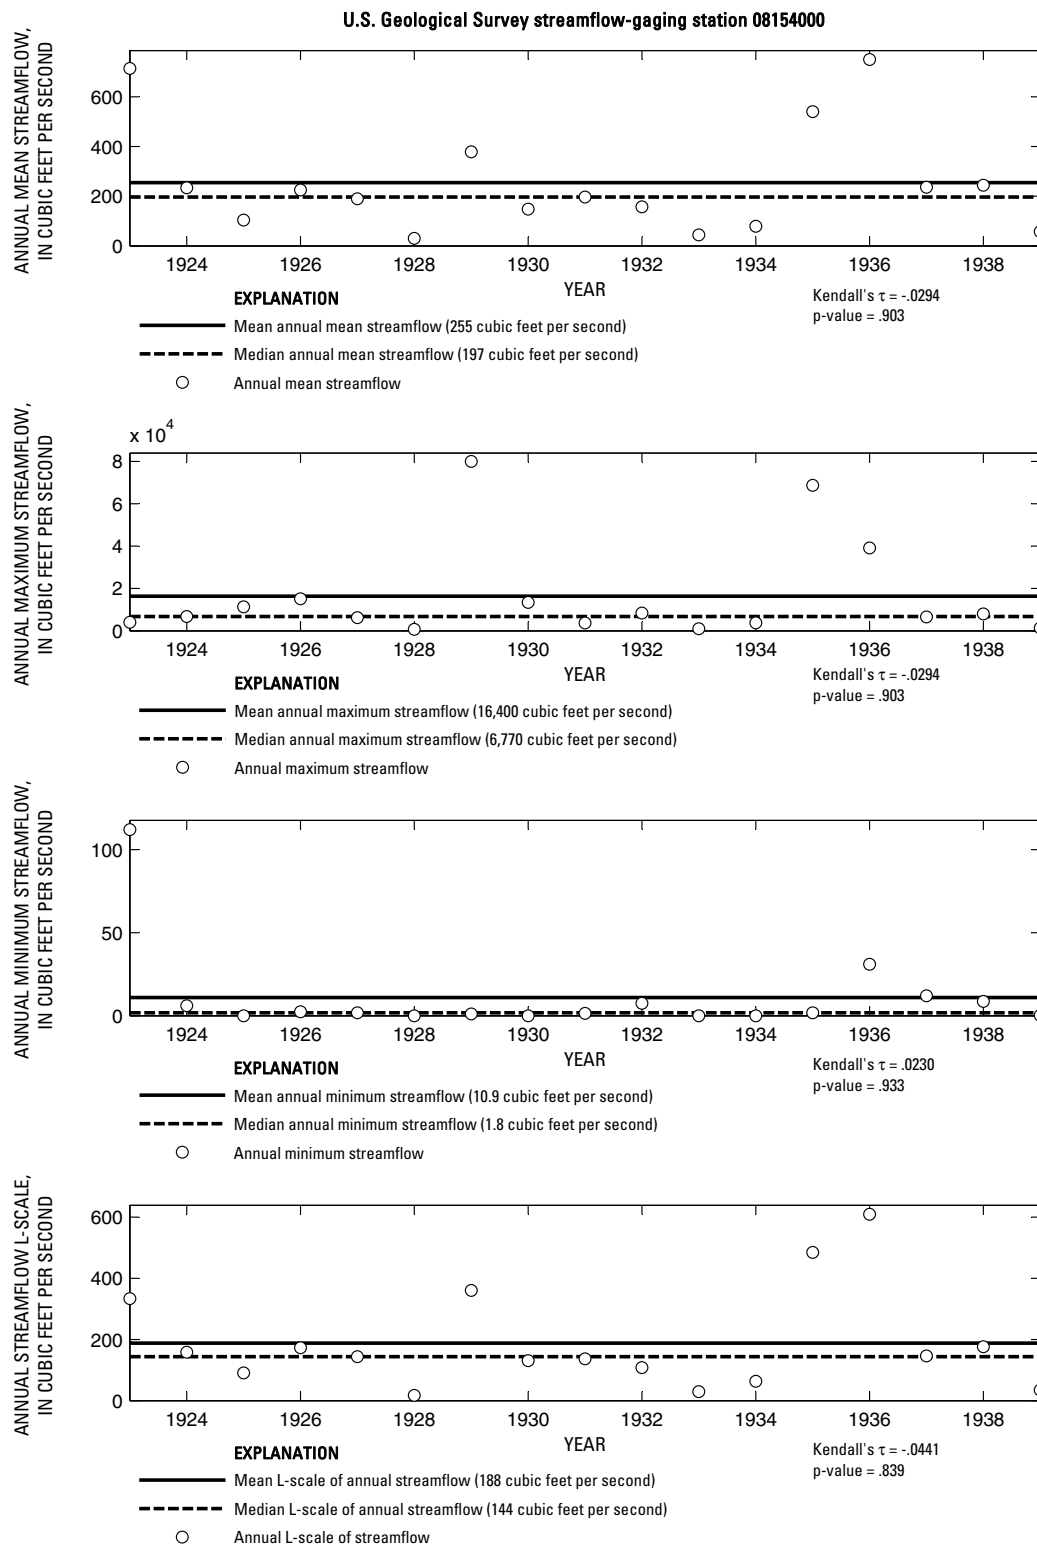 U.S. Geological Survey streamflow-gaging station 08154000
ANNUAL MEAN STREAMFLOW,
IN CUBIC FEET PER SECOND
600
400
200
0
1924 1926 1928 1930 1932 1934 1936 1938
YEAR
Kendall's τ = -.0294
p-value = .903
EXPLANATION
Mean annual mean streamflow (255 cubic feet per second)
Median annual mean streamflow (197 cubic feet per second)
Annual mean streamflow
ANNUAL MAXIMUM STREAMFLOW,
IN CUBIC FEET PER SECOND
x 10^4
8
6
4
2
0
1924 1926 1928 1930 1932 1934 1936 1938
YEAR
Kendall's τ = -.0294
p-value = .903
EXPLANATION
Mean annual maximum streamflow (16,400 cubic feet per second)
Median annual maximum streamflow (6,770 cubic feet per second)
Annual maximum streamflow
ANNUAL MINIMUM STREAMFLOW,
IN CUBIC FEET PER SECOND
100
50
0
1924 1926 1928 1930 1932 1934 1936 1938
YEAR
Kendall's τ = .0230
p-value = .933
EXPLANATION
Mean annual minimum streamflow (10.9 cubic feet per second)
Median annual minimum streamflow (1.8 cubic feet per second)
Annual minimum streamflow
ANNUAL STREAMFLOW L-SCALE,
IN CUBIC FEET PER SECOND
600
400
200
0
1924 1926 1928 1930 1932 1934 1936 1938
YEAR
Kendall's τ = -.0441
p-value = .839
EXPLANATION
Mean L-scale of annual streamflow (188 cubic feet per second)
Median L-scale of annual streamflow (144 cubic feet per second)
Annual L-scale of streamflow